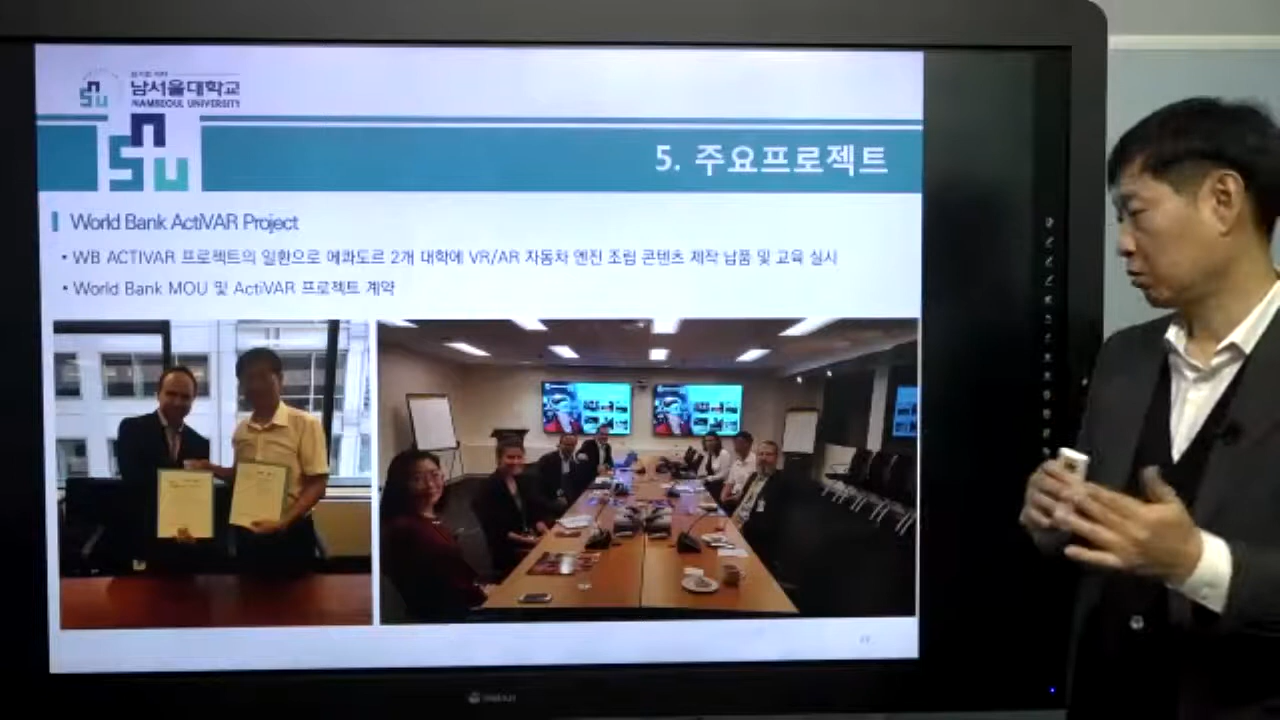 남서울대학교
NAMSEOUL UNIVERSITY
nsu
5. 주요프로젝트
World Bank ActiVAR Project
• WB ACTIVAR 프로젝트의 일환으로 에콰도르 2개 대학에 VR/AR 자동차 엔진 조립 콘텐츠 제작 납품 및 교육 실시
• World Bank MOU 및 ActiVAR 프로젝트 계약